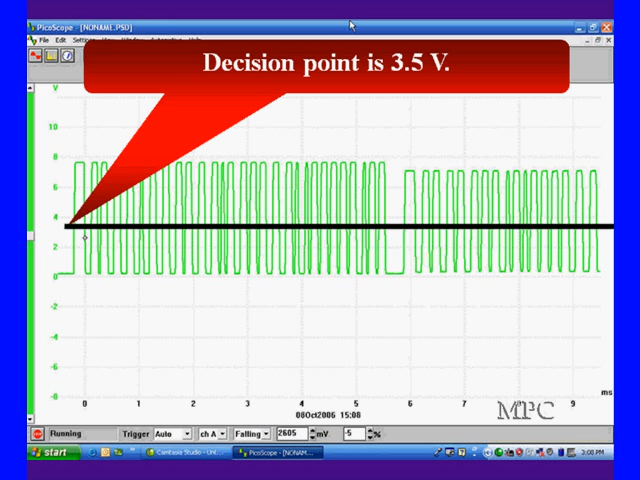 PicoScope - [NONAME.PSD]
File Edit
Decision point is 3.5 V.
V
10
8
6
4
2
0
-2
-4
-6
-8
0 1 2 3 4 5 6 7 9
ms
08Oct2006 15:08
MPC
Running Trigger Auto ch A Falling 2605 mV -5 %
start Camtasia Studio - Unt... PicoScope - [NONAM... 3:08 PM